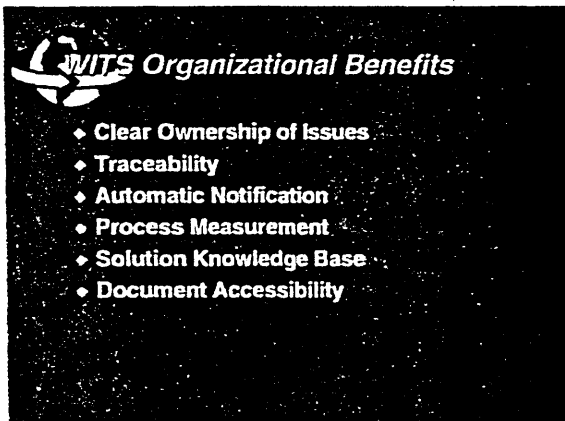 WITS Organizational Benefits
◆ Clear Ownership of Issues
◆ Traceability
◆ Automatic Notification
◆ Process Measurement
◆ Solution Knowledge Base
◆ Document Accessibility